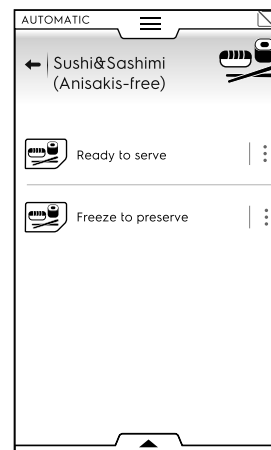 AUTOMATIC
Sushi&Sashimi
(Anisakis-free)
Ready to serve
Freeze to preserve